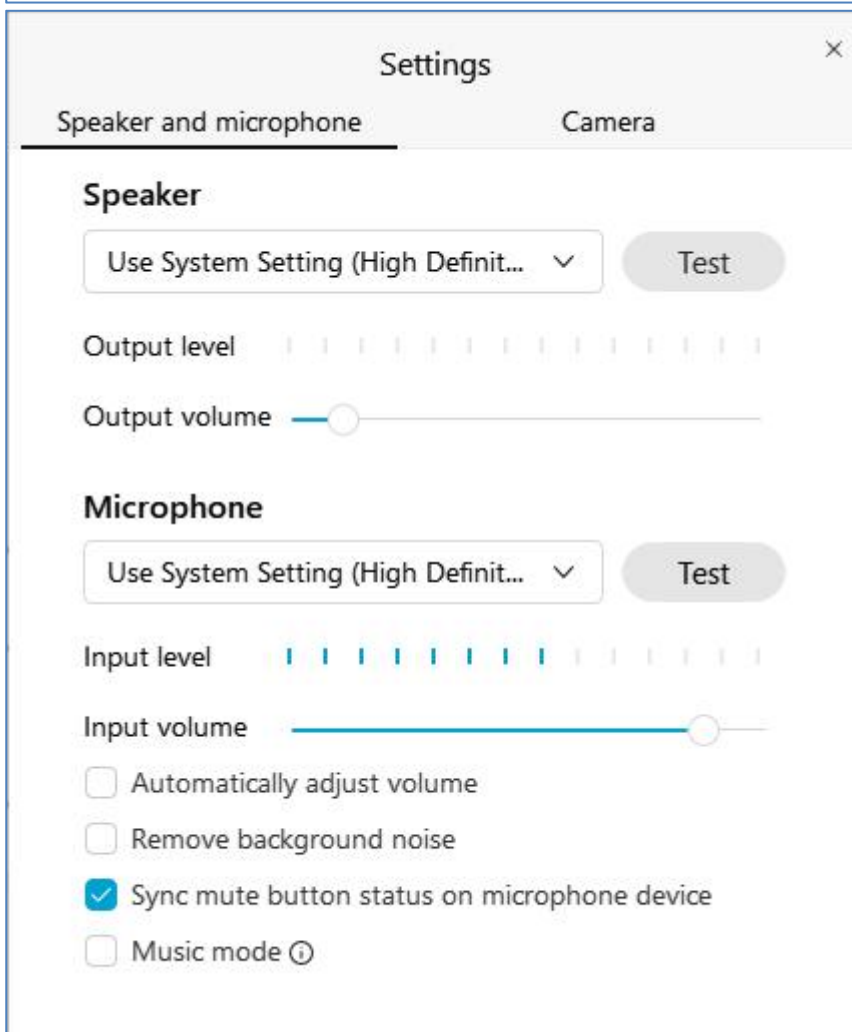 Settings
Speaker and microphone
Camera
Speaker
Use System Setting (High Definit...
Test
Output level
Output volume
Microphone
Use System Setting (High Definit...
Test
Input level
Input volume
Automatically adjust volume
Remove background noise
Sync mute button status on microphone device
Music mode